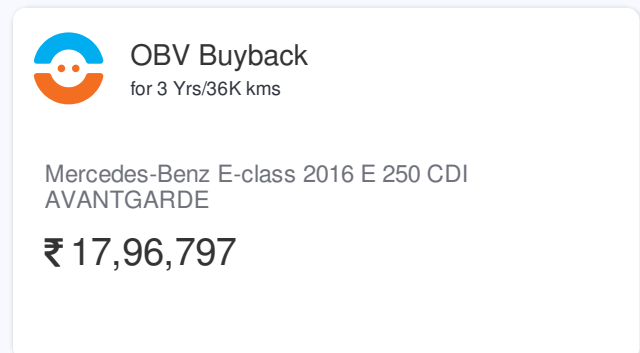 OBV Buyback
for 3 Yrs/36K kms
Mercedes-Benz E-class 2016 E 250 CDI
AVANTGARDE
₹ 17,96,797